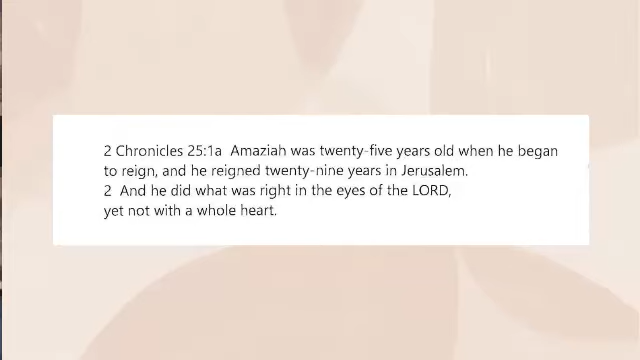 2 Chronicles 25:1a  Amaziah was twenty-five years old when he began
to reign, and he reigned twenty-nine years in Jerusalem.
2  And he did what was right in the eyes of the LORD,
yet not with a whole heart.